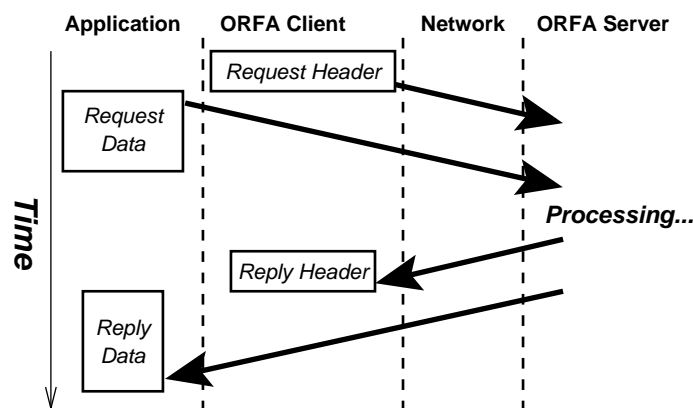 Application ORFA Client Network ORFA Server
Request Header
Request
Data
Time
Processing...
Reply Header
Reply
Data